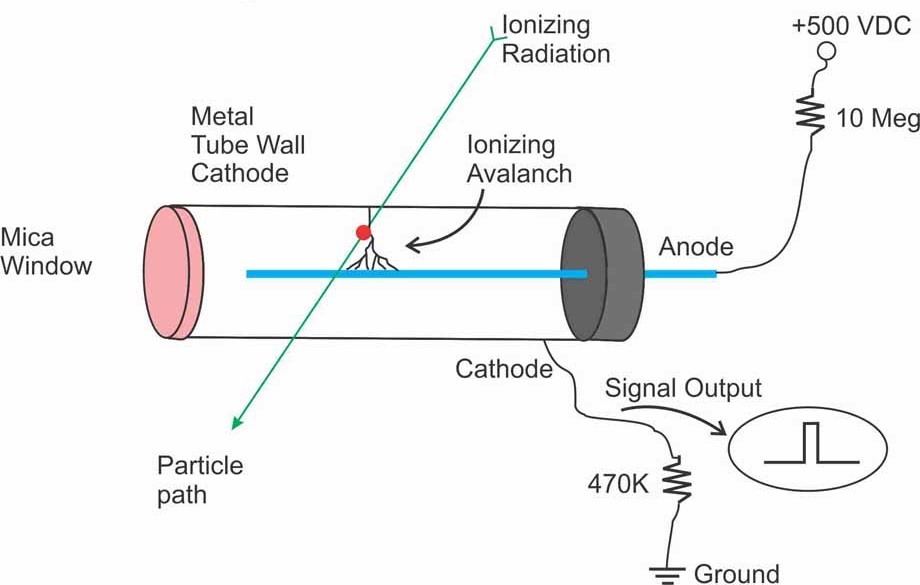 Ionizing
Radiation
+500 VDC
10 Meg
Metal
Tube Wall
Cathode
Ionizing
Avalanch
Mica
Window
Anode
Cathode
Signal Output
Particle
path
470K
Ground